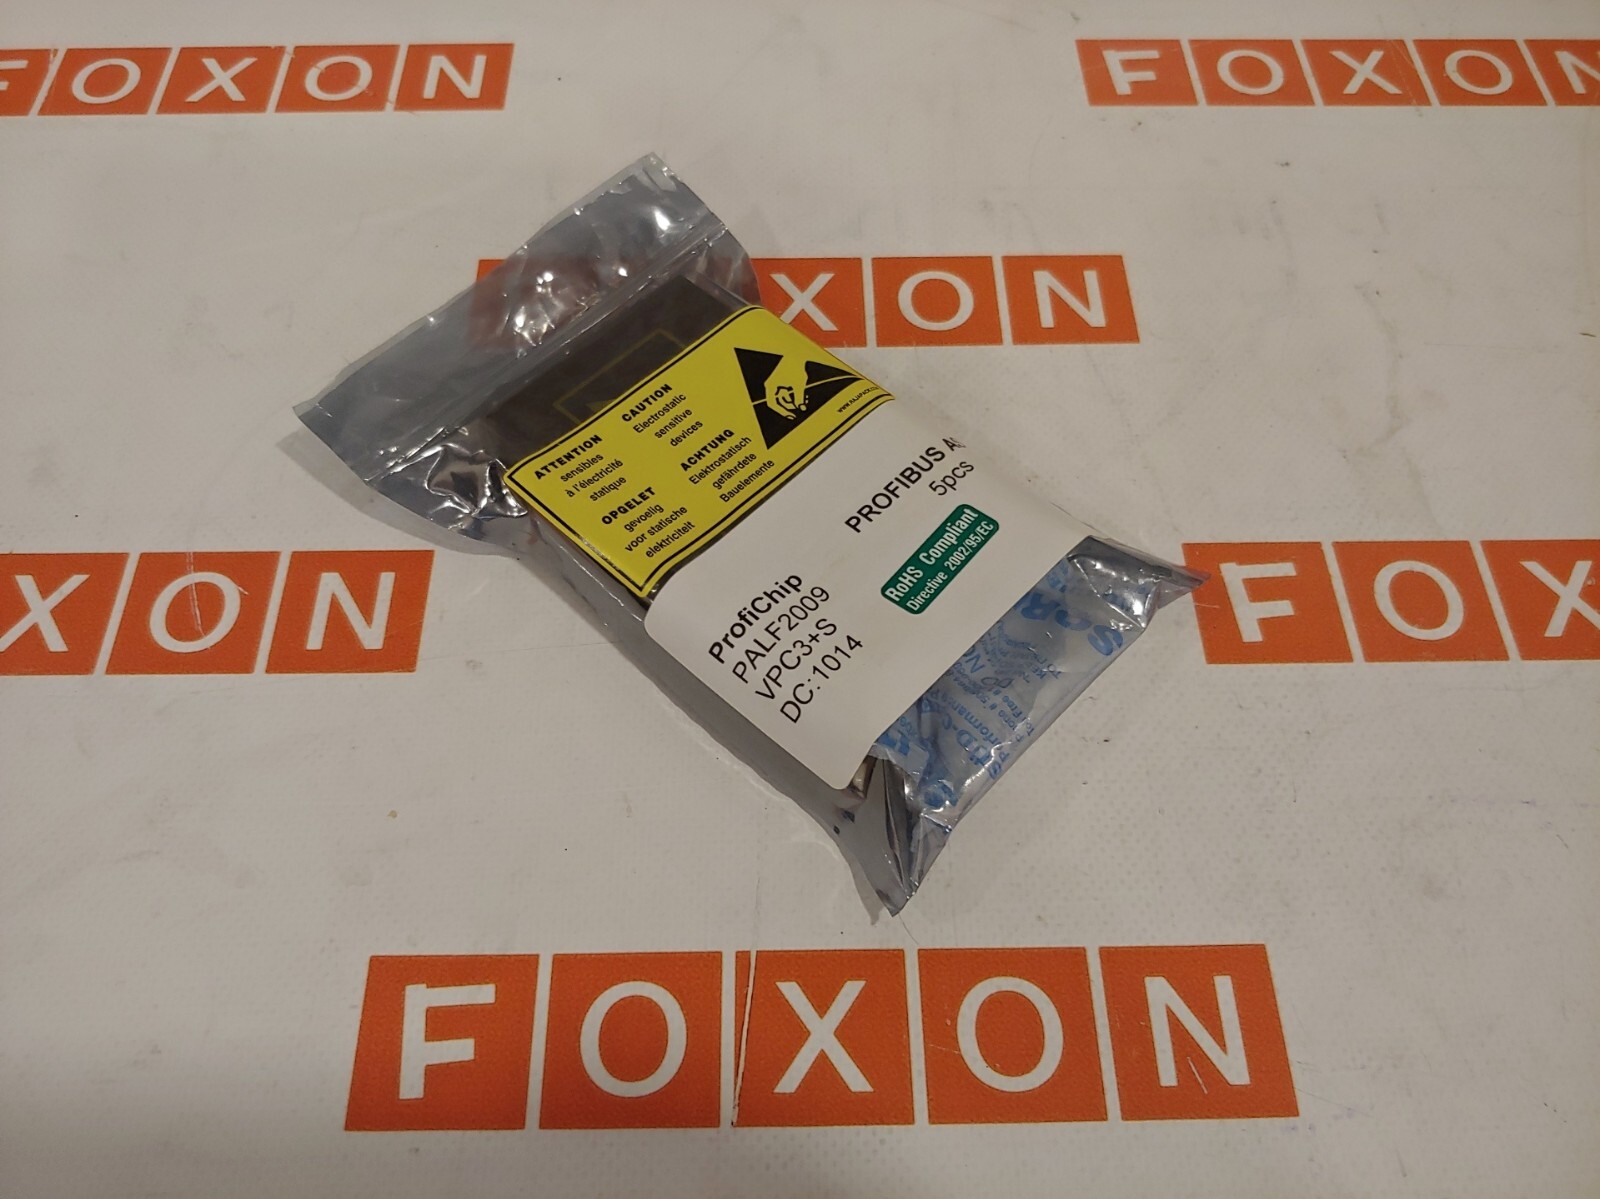 FOXON
FOXON
XON
ATTENTION
sensibles
à l'électricité
statique
CAUTION
Electrostatic
sensitive
devices
OPGELET
gevoelig
voor statische
elektriciteit
ACHTUNG
Elektrostatisch
gefährdete
Bauelemente
PROFIBUS
5pcs
RoHS Compliant
Directive 2002/95/EC
ProfiChip
PALF2009
VPC3+S
DC:1014
XON
FOX
FOXON